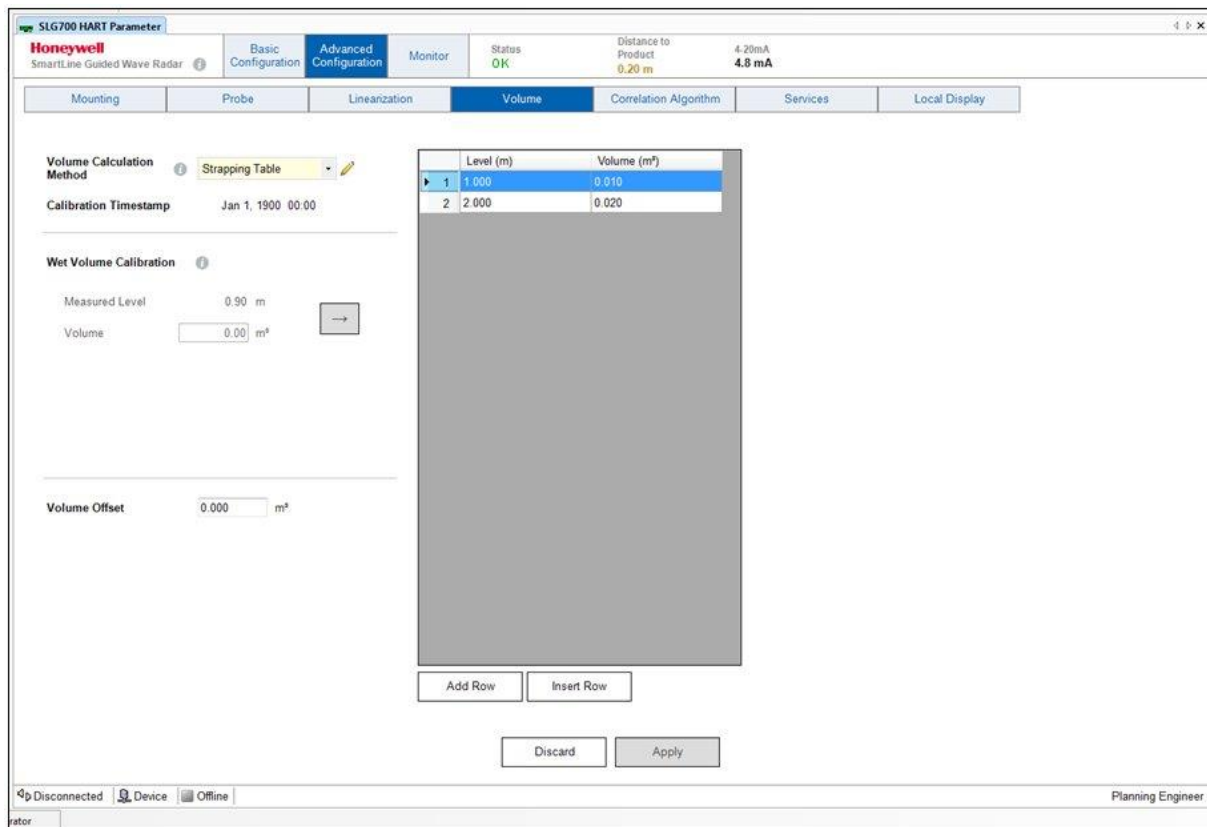 SLG700 HART Parameter
Honeywell
SmartLine Guided Wave Radar
Basic
Configuration
Advanced
Configuration
Monitor
Status
OK
Distance to
Product
0.20 m
4-20mA
4.8 mA
Mounting
Probe
Linearization
Volume
Correlation Algorithm
Services
Local Display
Volume Calculation
Method
Strapping Table
Calibration Timestamp Jan 1, 1900 00:00
Wet Volume Calibration
Measured Level 0.90 m
Volume 0.00 m³
Volume Offset 0.000 m³
Level (m) Volume (m³)
1 1.000 0.010
2 2.000 0.020
Add Row
Insert Row
Discard
Apply
Disconnected Device Offline
Planning Engineer
rator